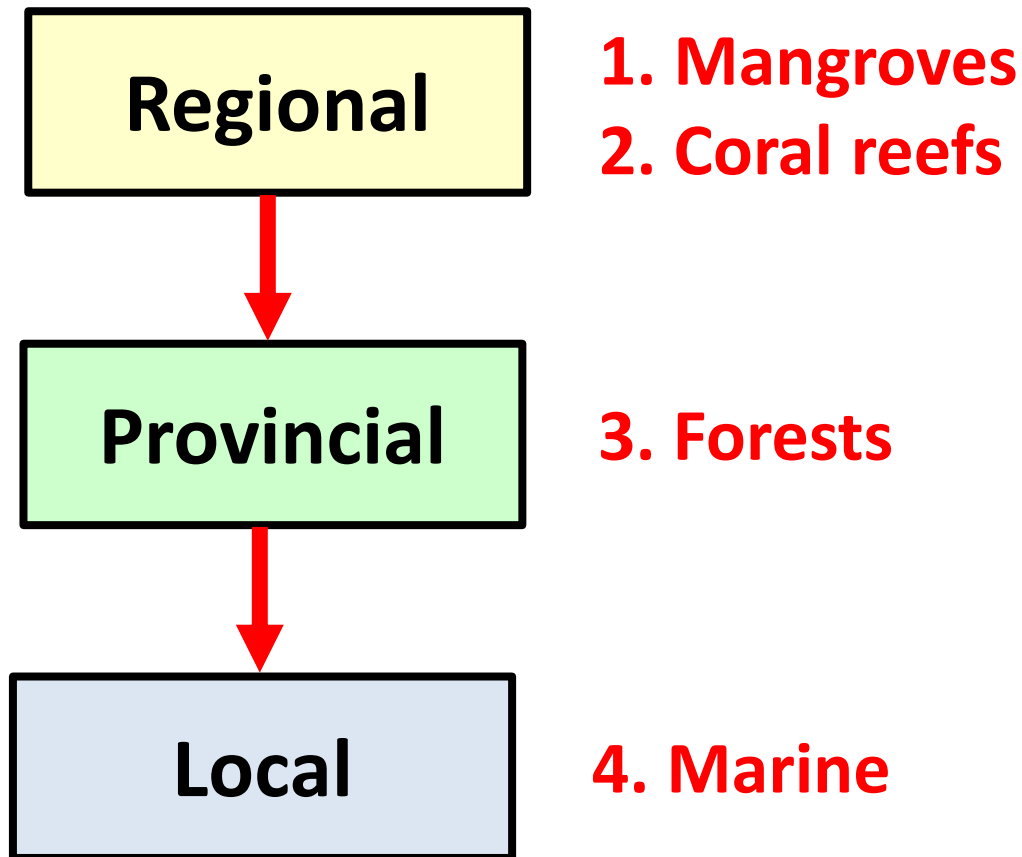 Regional
1. Mangroves
2. Coral reefs
Provincial
3. Forests
Local
4. Marine